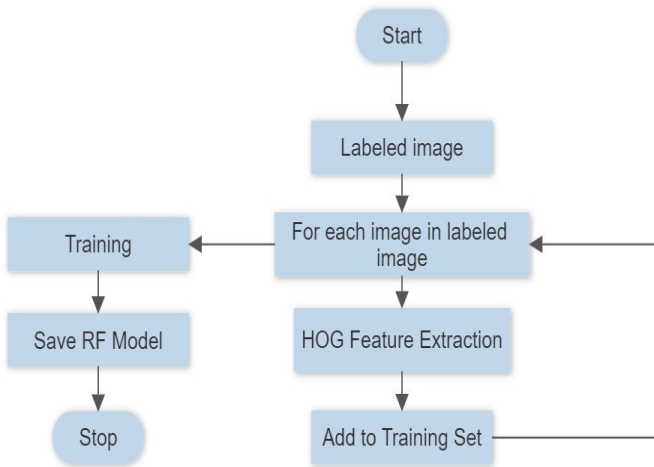 Start
Labeled image
For each image in labeled
image
Training
HOG Feature Extraction
Save RF Model
Add to Training Set
Stop